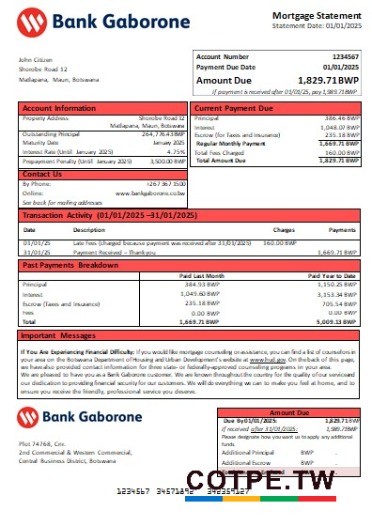 Bank Gaborone
Mortgage Statement
Statement Date: 01/01/2025
John Citizen
Shorobe Road 12
Matlapana, Maun, Botswana
Account Number 1234567
Payment Due Date 01/01/2025
Amount Due 1,829.71BWP
If payment is received after 01/01/2025, pay 1,989.71BWP
Account Information
Property Address Shorobe Road 12
Matlapana, Maun, Botswana
Outstanding Principal 264,776.43BWP
Maturity Date January 2025
Interest Rate (Until January 2025) 4.75%
Prepayment Penalty (Until January 2025) 3,500.00BWP
Contact Us
By Phone: +267 367 1500
Online: www.bankgaborone.co.bw
See back for mailing addresses
Current Payment Due
Principal 386.46 BWP
Interest 1,048.07 BWP
Escrow (for Taxes and Insurance) 235.18 BWP
Regular Monthly Payment 1,669.71 BWP
Total Fees Charged 160.00 BWP
Total Amount Due 1,829.71 BWP
Transaction Activity (01/01/2025 –31/01/2025)
Date Description Charges Payments
01/01/25 Late Fees (charged because payment was received after 31/01/2025) 160.00 BWP
31/01/25 Payment Received – Thank you 1,669.71 BWP
Past Payments Breakdown
Paid Last Month Paid Year to Date
Principal 384.93 BWP 1,150.25 BWP
Interest 1,049.60 BWP 3,153.34 BWP
Escrow (Taxes and Insurance) 235.18 BWP 705.54 BWP
Fees 0.00 BWP 0.00 BWP
Total 1,669.71 BWP 5,009.13 BWP
Important Messages
If You Are Experiencing Financial Difficulty: If you would like mortgage counseling or assistance, you can find a list of counselors in
your area on the Botswana Department of Housing and Urban Development's website at www.hud.gov. On the back of this page,
we have also provided contact information for three state- or federally-approved counseling programs in your area.
We are pleased to have you as a Bank Gaborone customer. We are known throughout the country for the quality of our service and
our dedication to providing financial security for our customers. We will do everything we can to make you feel at home, and to
ensure you receive the friendly, professional service you deserve.
Bank Gaborone
Plot 74768, Cnr.
2nd Commercial & Western Commercial,
Central Business District, Botswana
Amount Due
Due By 01/01/2025: 1,829.71BWP
if received after 31/01/2025: 1,989.71BWP
Please designate how you want us to apply any additional
funds.
Additional Principal BWP .
Additional Escrow BWP .
COTPE.TW
1234567 34571892 342359127